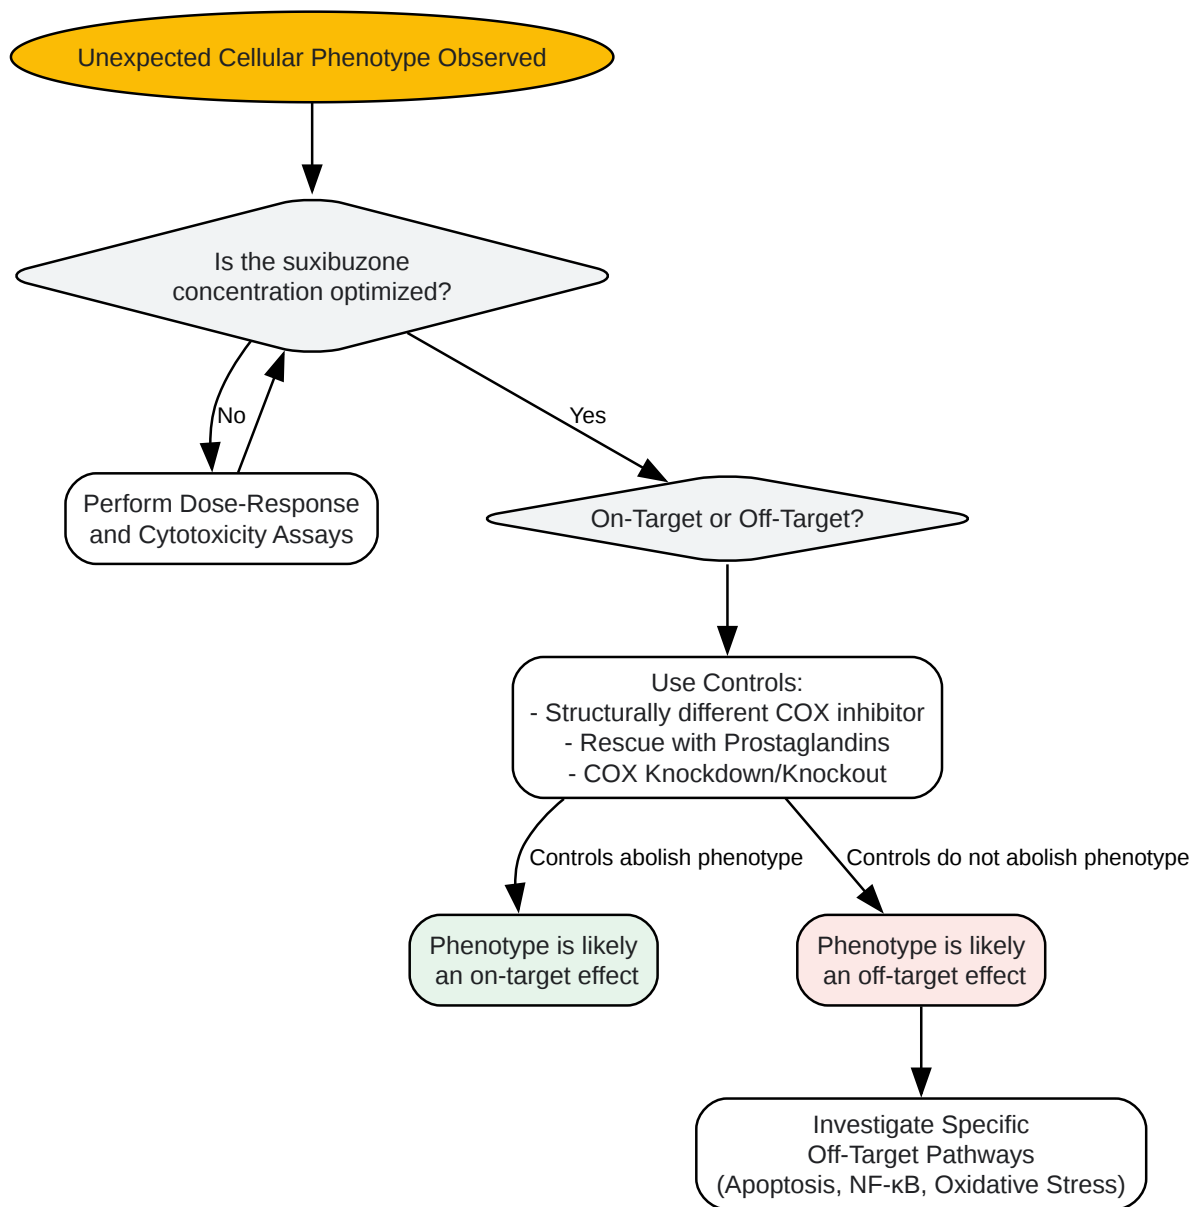 Unexpected Cellular Phenotype Observed
Is the suxibuzone
concentration optimized?
No
Yes
Perform Dose-Response
and Cytotoxicity Assays
On-Target or Off-Target?
Use Controls:
- Structurally different COX inhibitor
- Rescue with Prostaglandins
- COX Knockdown/Knockout
Controls abolish phenotype
Controls do not abolish phenotype
Phenotype is likely
an on-target effect
Phenotype is likely
an off-target effect
Investigate Specific
Off-Target Pathways
(Apoptosis, NF-κB, Oxidative Stress)